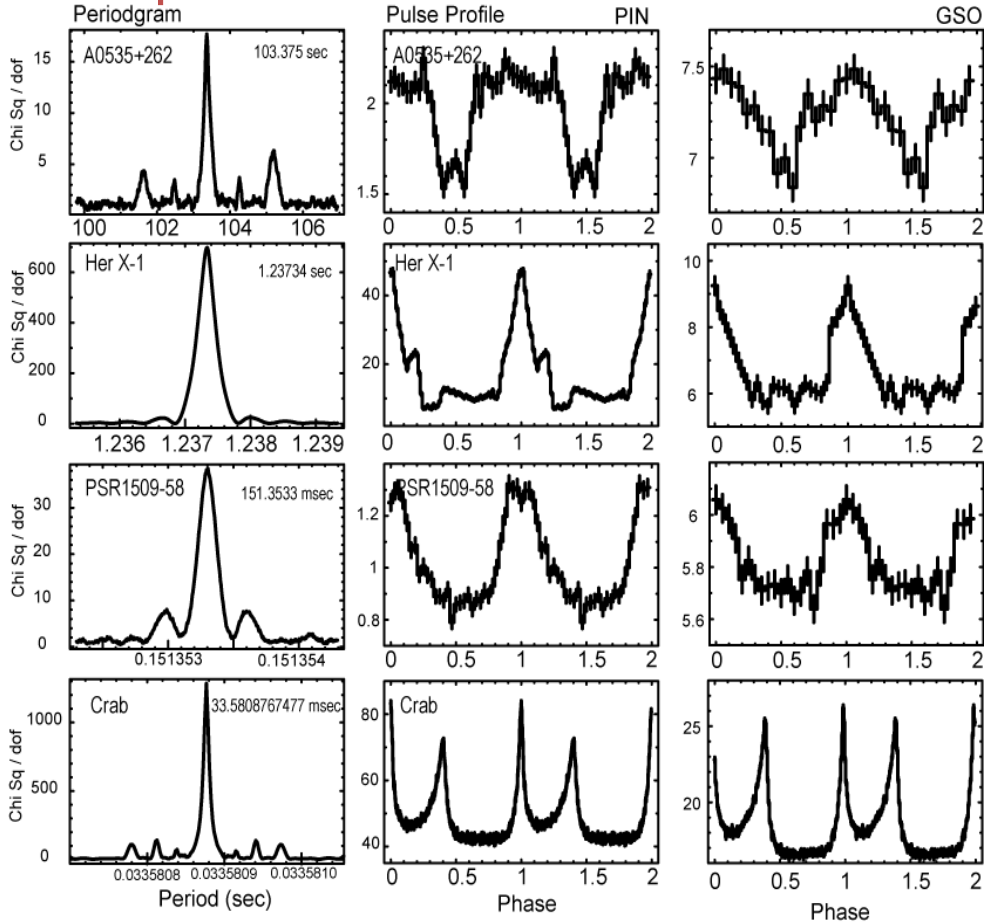 Periodgram Pulse Profile PIN GSO
A0535+262 103.375 sec
Chi Sq / dof
15
10
5
100 102 104 106
A0535+262
2
1.5
0 0.5 1 1.5 2
7.5
7
0 0.5 1 1.5 2
Her X-1 1.23734 sec
Chi Sq / dof
600
400
200
0
1.236 1.237 1.238 1.239
Her X-1
40
20
0 0.5 1 1.5 2
10
8
6
0 0.5 1 1.5 2
PSR1509-58 151.3533 msec
Chi Sq / dof
30
20
10
0
0.151353 0.151354
PSR1509-58
1.2
1
0.8
0 0.5 1 1.5 2
6
5.8
5.6
0 0.5 1 1.5 2
Crab 33.5808767477 msec
Chi Sq / dof
1000
500
0
0.0335808 0.0335809 0.0335810
Period (sec)
Crab
80
60
40
0 0.5 1 1.5 2
Phase
25
20
0 0.5 1 1.5 2
Phase